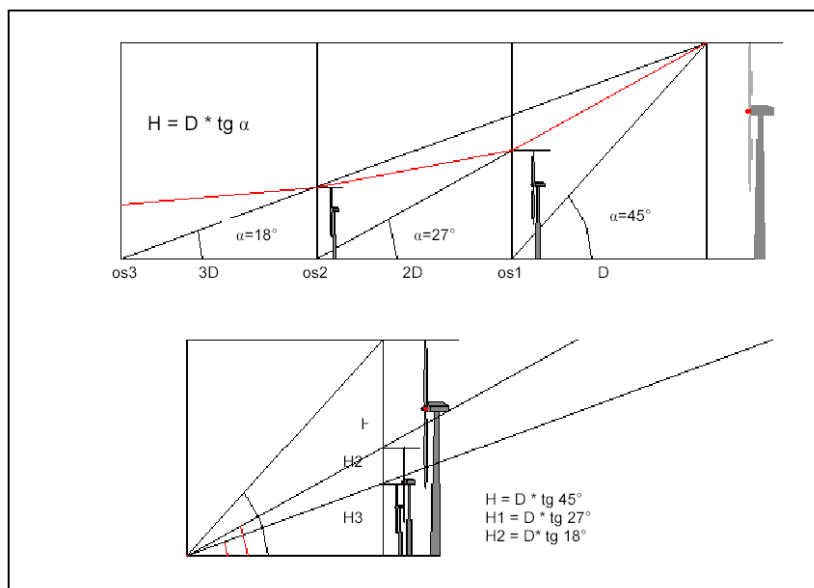 H = D * tg α
α=18°
α=27°
α=45°
os3 3D os2 2D os1 D
H2
H3
H = D * tg 45°
H1 = D * tg 27°
H2 = D* tg 18°